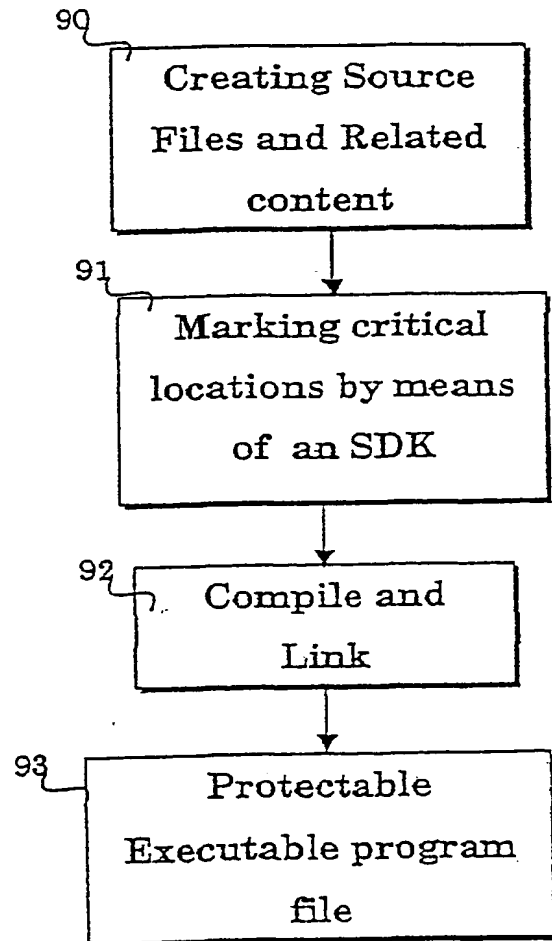 90
Creating Source
Files and Related
content
91
Marking critical
locations by means
of an SDK
92
Compile and
Link
93
Protectable
Executable program
file